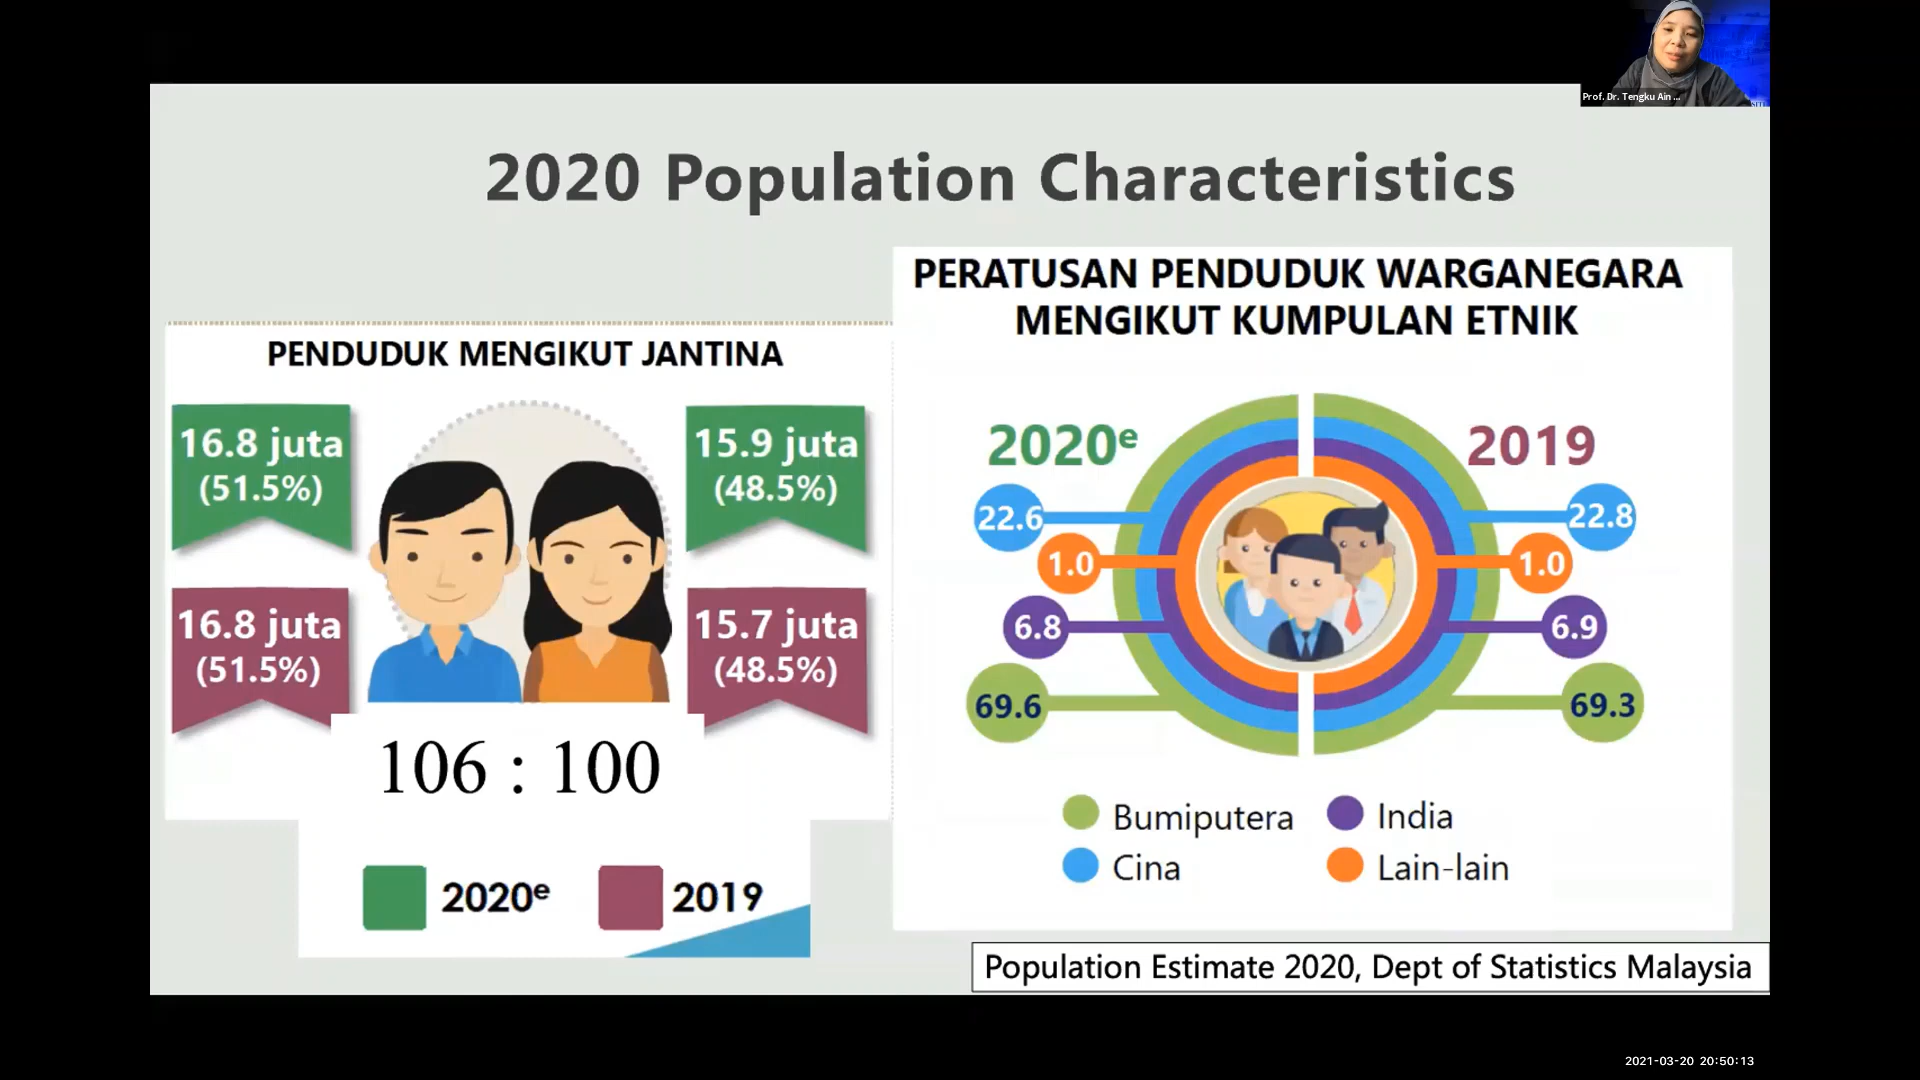 Prof. Dr. Tengku Ain ...
2020 Population Characteristics
PENDUDUK MENGIKUT JANTINA
16.8 juta
(51.5%)
15.9 juta
(48.5%)
16.8 juta
(51.5%)
15.7 juta
(48.5%)
106 : 100
2020ᵉ
2019
PERATUSAN PENDUDUK WARGANEGARA
MENGIKUT KUMPULAN ETNIK
2020ᵉ
2019
22.6
22.8
1.0
1.0
6.8
6.9
69.6
69.3
Bumiputera
India
Cina
Lain-lain
Population Estimate 2020, Dept of Statistics Malaysia
2021-03-20 20:50:13